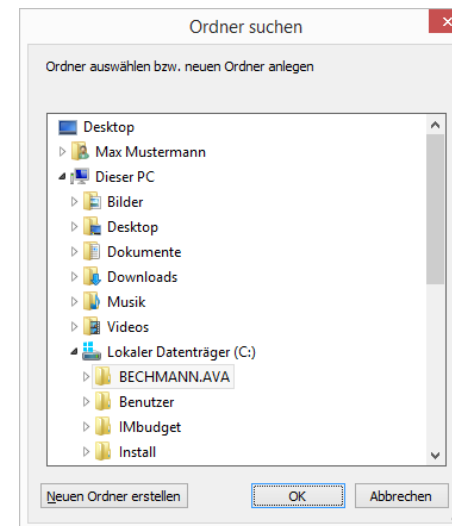 Ordner suchen
Ordner auswählen bzw. neuen Ordner anlegen
Desktop
Max Mustermann
Dieser PC
Bilder
Desktop
Dokumente
Downloads
Musik
Videos
Lokaler Datenträger (C:)
BECHMANN.AVA
Benutzer
IMbudget
Install
Neuen Ordner erstellen OK Abbrechen